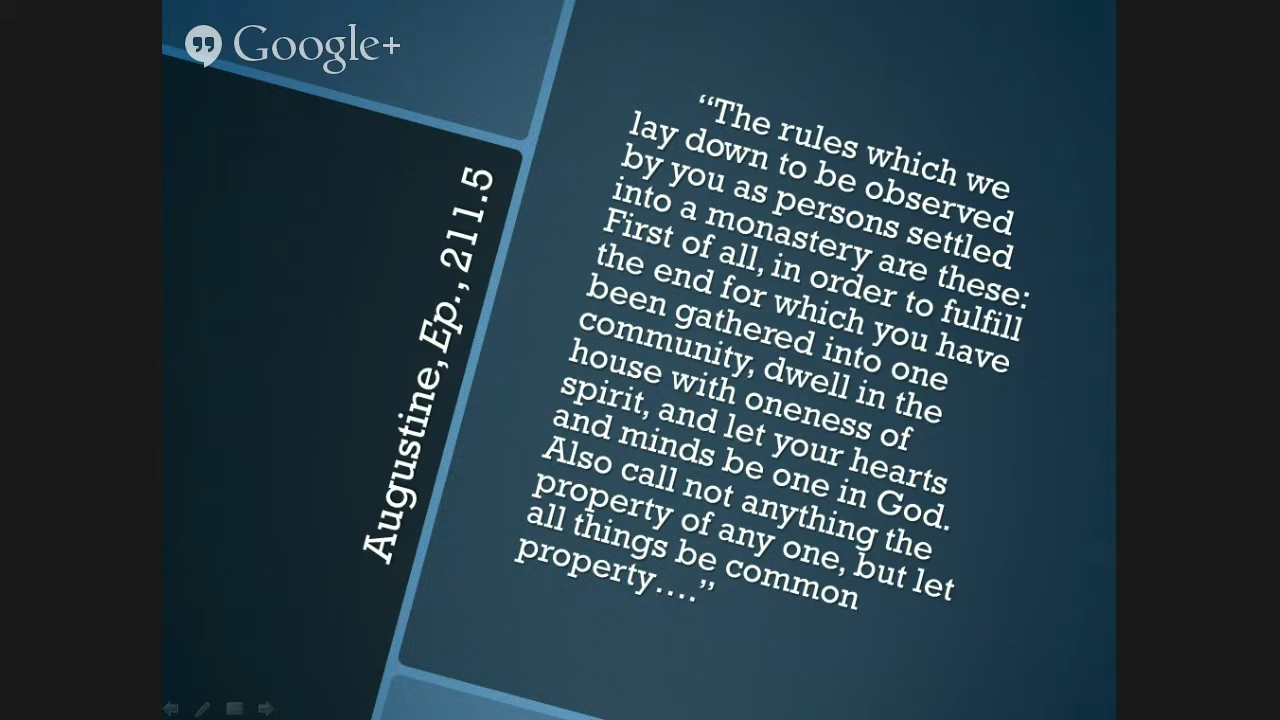 Google+
Augustine, Ep., 211.5
“The rules which we
lay down to be observed
by you as persons settled
into a monastery are these:
First of all, in order to fulfill
the end for which you have
been gathered into one
community, dwell in the
house with oneness of
spirit, and let your hearts
and minds be one in God.
Also call not anything the
property of any one, but let
all things be common
property….”